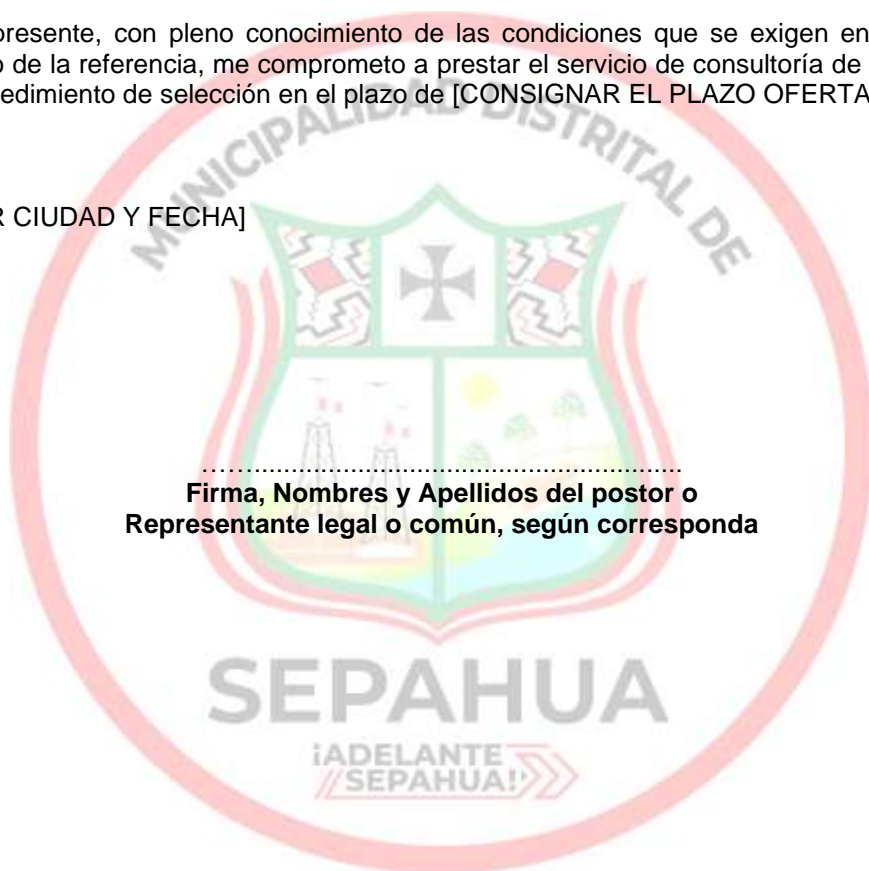 presente, con pleno conocimiento de las condiciones que se exigen en
de la referencia, me comprometo a prestar el servicio de consultoría de
edimiento de selección en el plazo de [CONSIGNAR EL PLAZO OFERTA
MUNICIPALIDAD DISTRITAL DE
CIUDAD Y FECHA]
……............................................................
Firma, Nombres y Apellidos del postor o
Representante legal o común, según corresponda
SEPAHUA
¡ADELANTE
SEPAHUA!